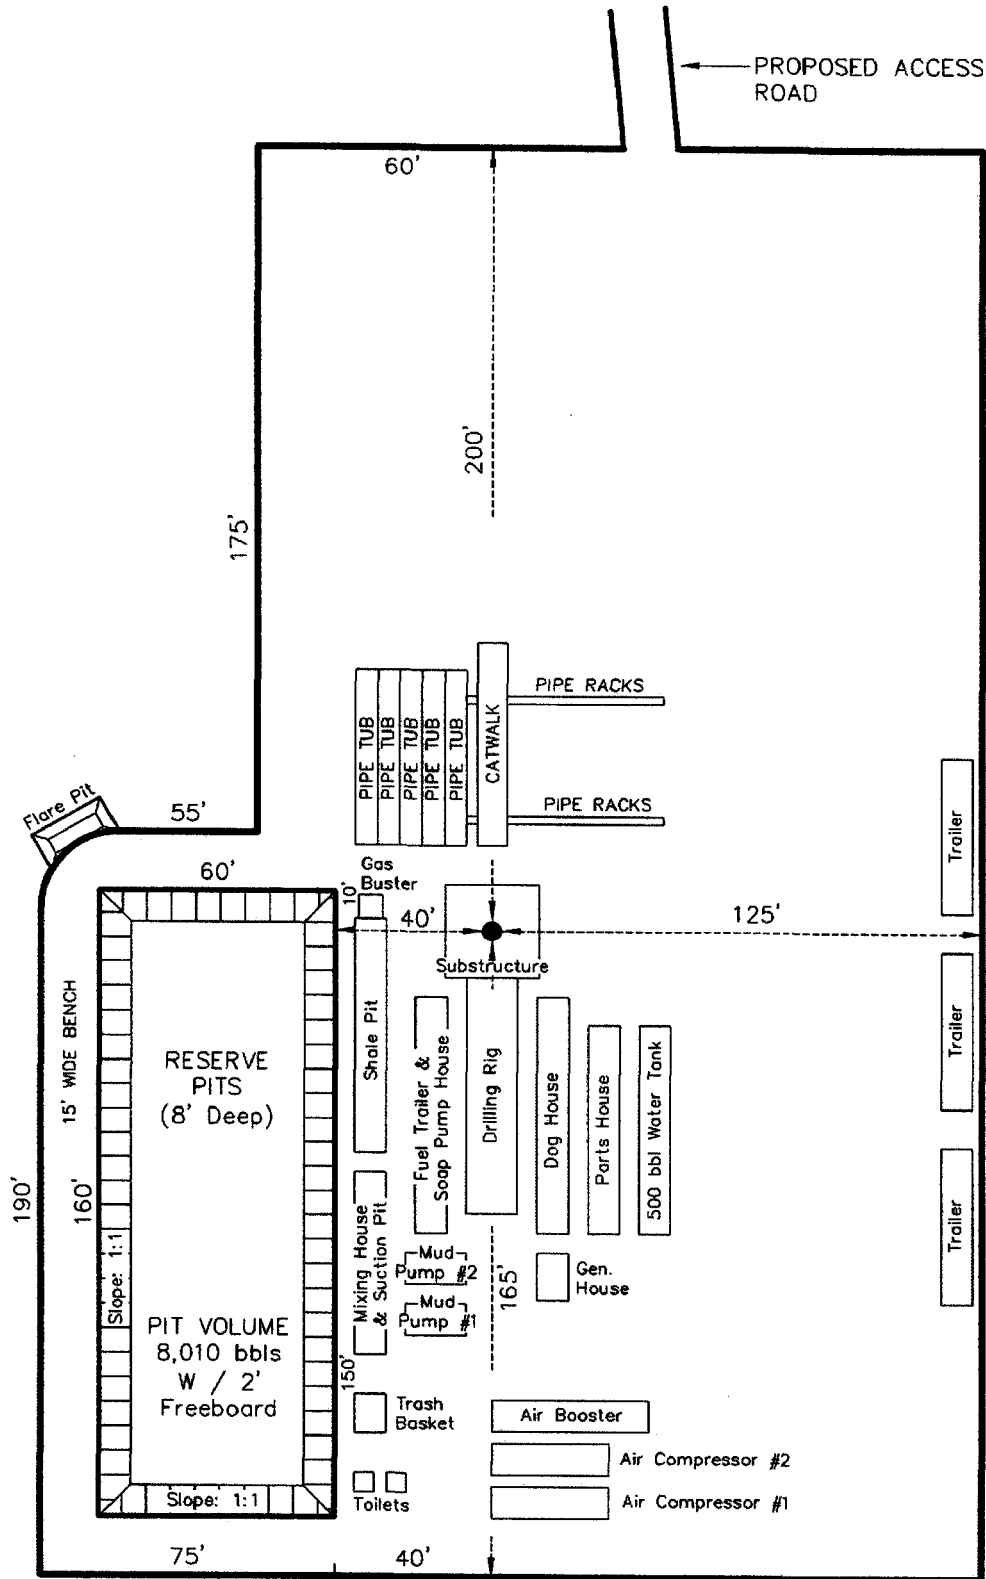 PROPOSED ACCESS
ROAD
60'
200'
175'
PIPE TUB
PIPE TUB
PIPE TUB
PIPE TUB
PIPE TUB
CATWALK
PIPE RACKS
PIPE RACKS
Trailer
Flare Pit
55'
60'
Gas
Buster
10'
40'
125'
Substructure
15' WIDE BENCH
RESERVE
PITS
(8' Deep)
Shale Pit
Fuel Trailer &
Soap Pump House
Drilling Rig
Dog House
Parts House
500 bbl Water Tank
Trailer
Trailer
190'
160'
Slope: 1:1
Mixing House
& Suction Pit
Mud
Pump #2
Mud
Pump #1
165'
Gen.
House
PIT VOLUME
8,010 bbls
W / 2'
Freeboard
150'
Trash
Basket
Air Booster
Air Compressor #2
Air Compressor #1
Slope: 1:1
Toilets
75'
40'